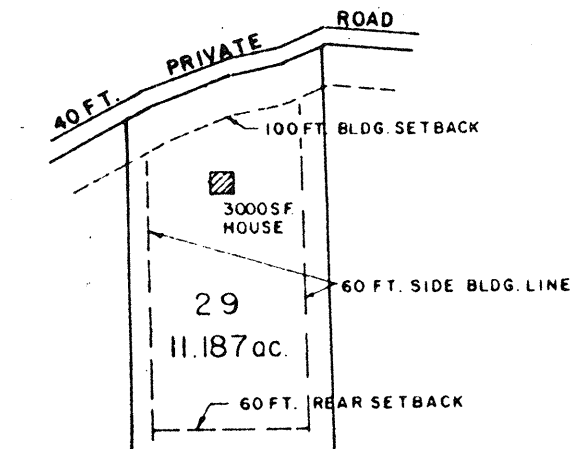 40 FT. PRIVATE ROAD
100 FT. BLDG. SETBACK
3000 S.F.
HOUSE
60 FT. SIDE BLDG. LINE
29
11.187 ac.
60 FT. REAR SETBACK